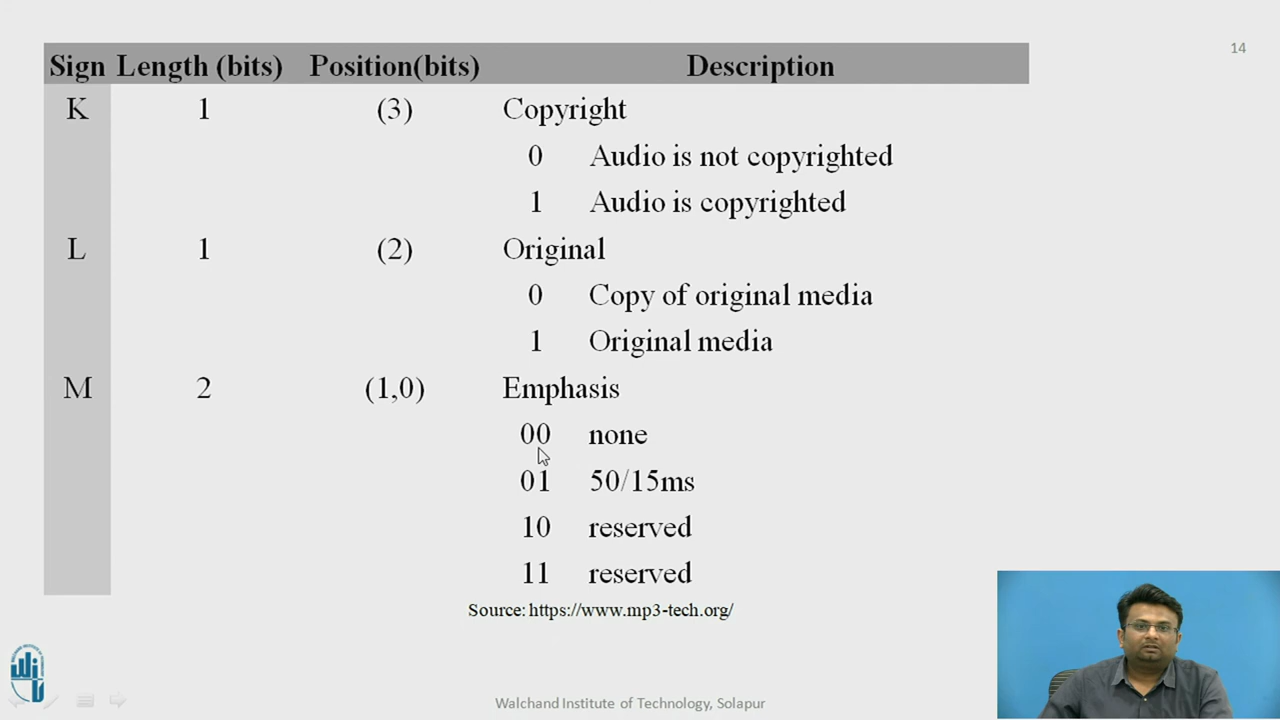 14
Sign Length (bits) Position(bits) Description
K 1 (3) Copyright
0 Audio is not copyrighted
1 Audio is copyrighted
L 1 (2) Original
0 Copy of original media
1 Original media
M 2 (1,0) Emphasis
00 none
01 50/15ms
10 reserved
11 reserved
Source: https://www.mp3-tech.org/
Walchand Institute of Technology, Solapur